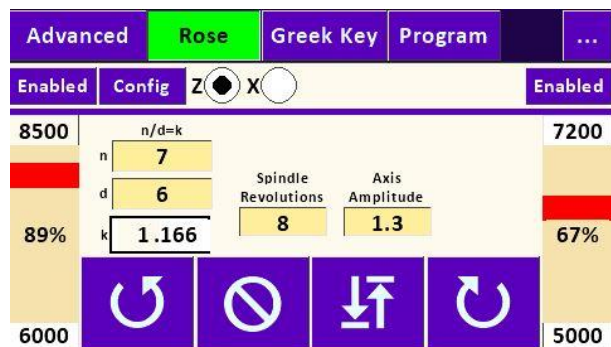 Advanced Rose Greek Key Program ...
Enabled Config Z X Enabled
8500 n/d=k 7200
n 7
d 6
Spindle Revolutions Axis Amplitude
8 1.3
89% k 1.166 67%
6000 5000